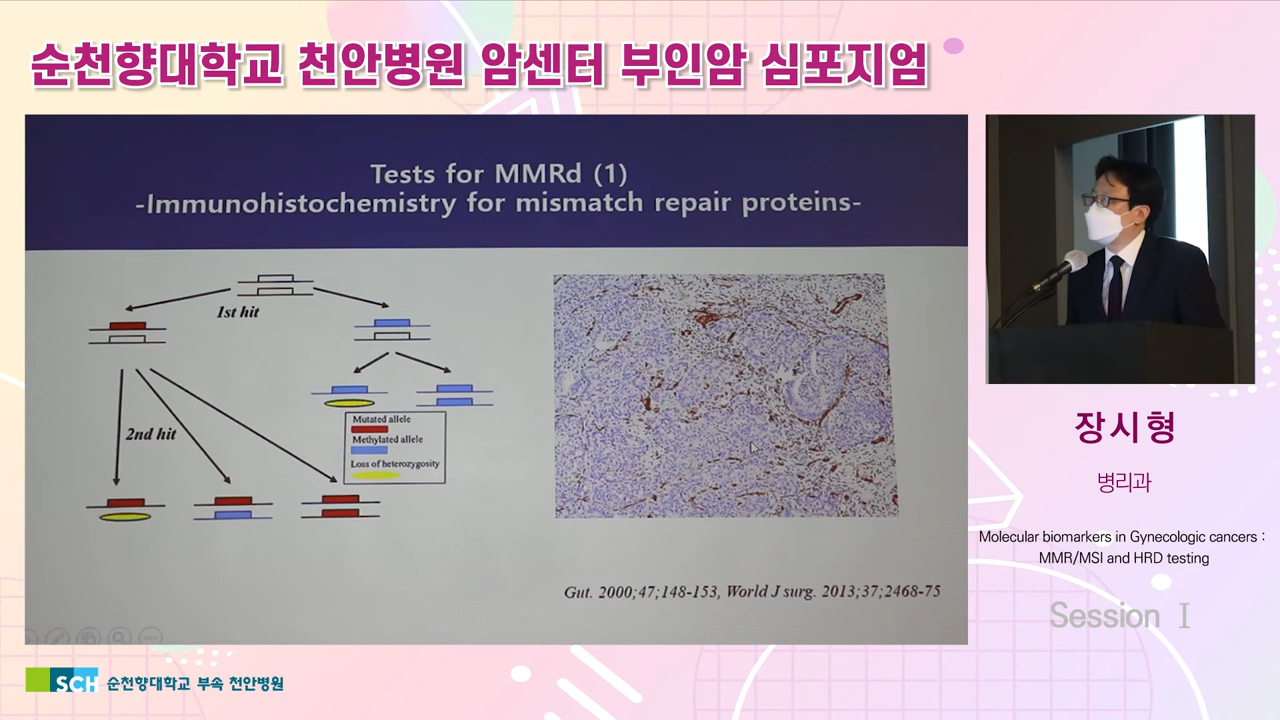 순천향대학교 천안병원 암센터 부인암 심포지엄
Tests for MMRd (1)
-Immunohistochemistry for mismatch repair proteins-
1st hit
2nd hit
Mutated allele
Methylated allele
Loss of heterozygosity
Gut. 2000;47;148-153, World J surg. 2013;37;2468-75
장시형
병리과
Molecular biomarkers in Gynecologic cancers :
MMR/MSI and HRD testing
Session Ⅰ
SCH 순천향대학교 부속 천안병원